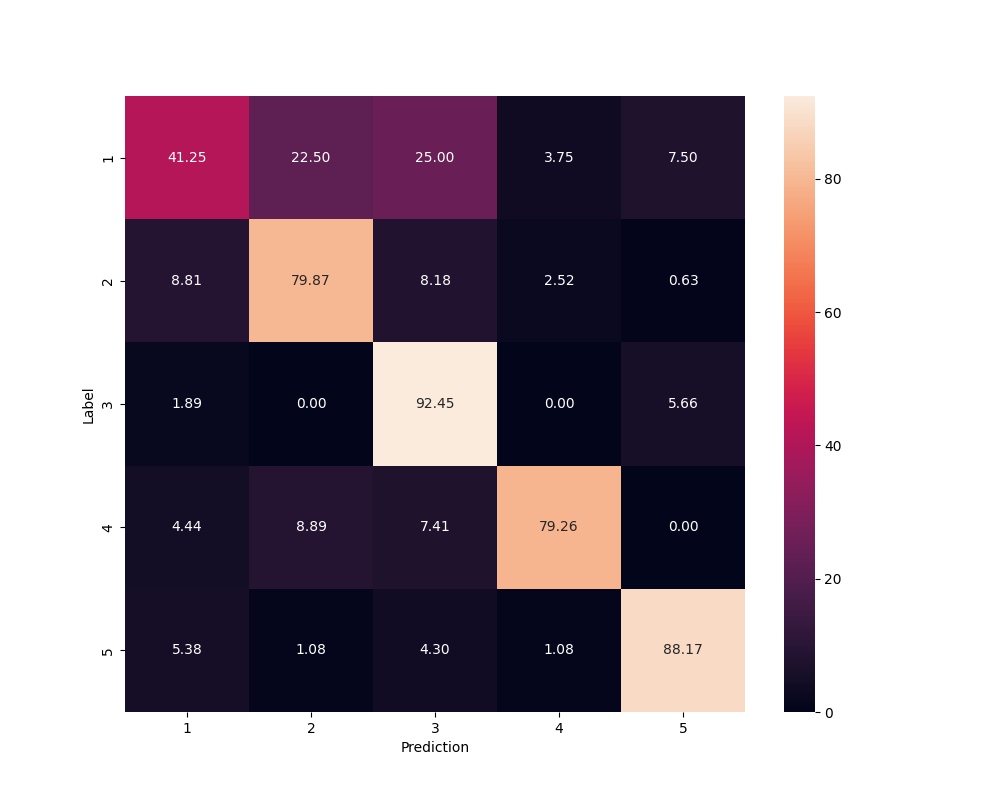 1 41.25 22.50 25.00 3.75 7.50
80
2 8.81 79.87 8.18 2.52 0.63
60
Label
3 1.89 0.00 92.45 0.00 5.66
40
4 4.44 8.89 7.41 79.26 0.00
20
5 5.38 1.08 4.30 1.08 88.17
0
1 2 3 4 5
Prediction